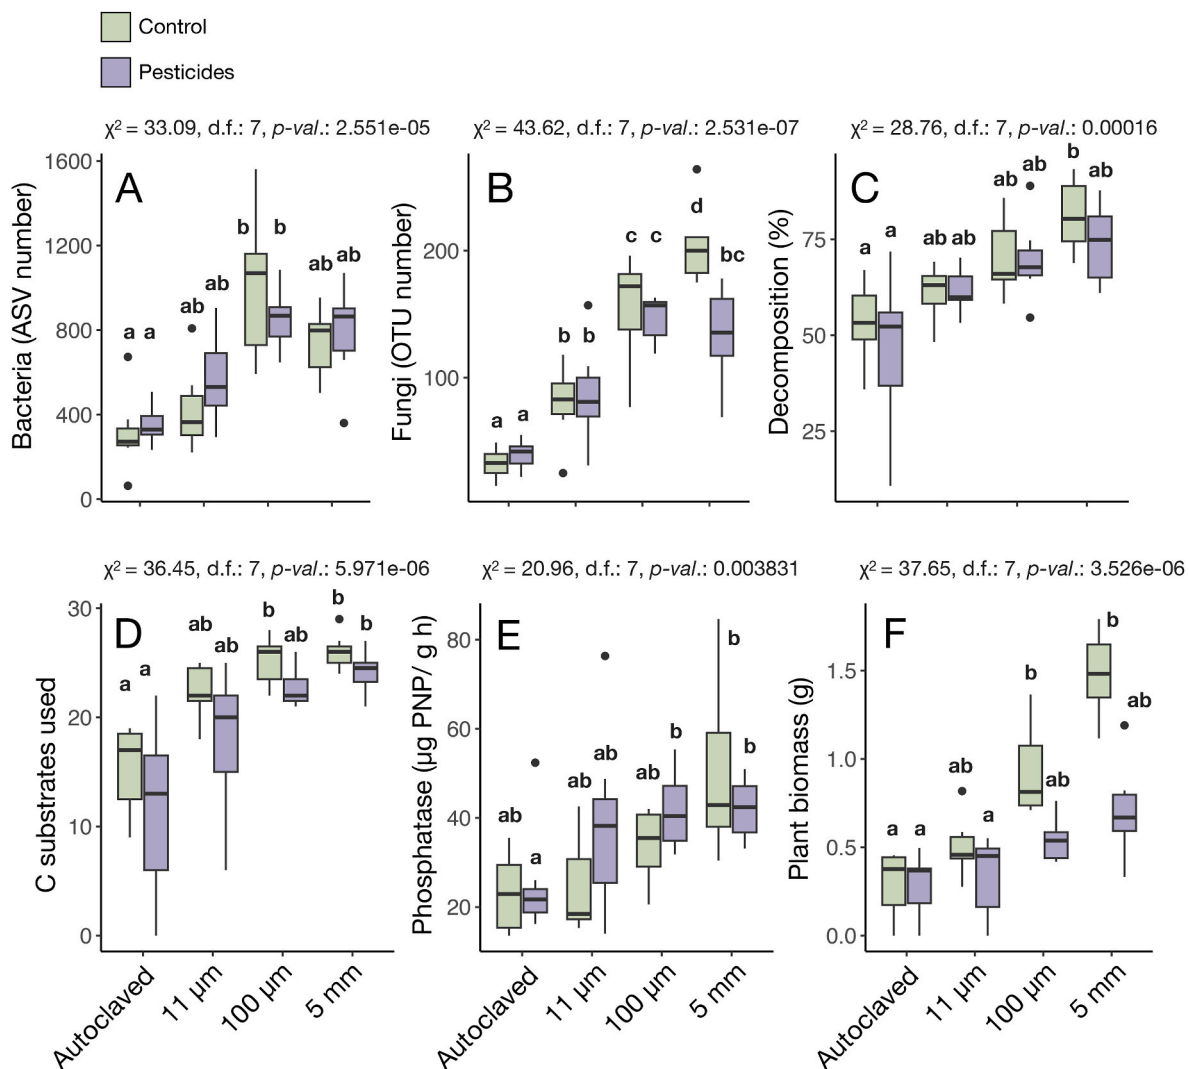 Control
Pesticides
χ² = 33.09, d.f.: 7, p-val.: 2.551e-05
χ² = 43.62, d.f.: 7, p-val.: 2.531e-07
χ² = 28.76, d.f.: 7, p-val.: 0.00016
A
Bacteria (ASV number)
1600
1200
800
400
0
a
a
ab
ab
b
b
ab
ab
B
Fungi (OTU number)
200
100
a
a
b
b
c
c
d
bc
C
Decomposition (%)
75
50
25
a
a
ab
ab
ab
ab
b
ab
χ² = 36.45, d.f.: 7, p-val.: 5.971e-06
χ² = 20.96, d.f.: 7, p-val.: 0.003831
χ² = 37.65, d.f.: 7, p-val.: 3.526e-06
D
C substrates used
30
20
10
0
a
a
ab
ab
b
ab
b
b
Autoclaved
11 µm
100 µm
5 mm
E
Phosphatase (µg PNP/ g h)
80
60
40
20
ab
a
ab
ab
ab
b
b
b
Autoclaved
11 µm
100 µm
5 mm
F
Plant biomass (g)
1.5
1.0
0.5
0.0
a
a
ab
a
b
ab
b
ab
Autoclaved
11 µm
100 µm
5 mm